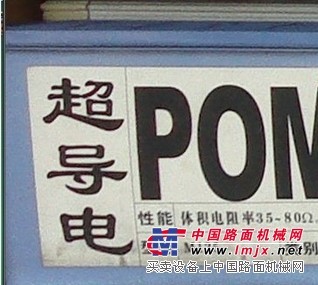 超导电
POM
性能 体积电阻率35~80Ω.
中国路面机械网
www.lmjx.net
买卖设备上中国路面机械网